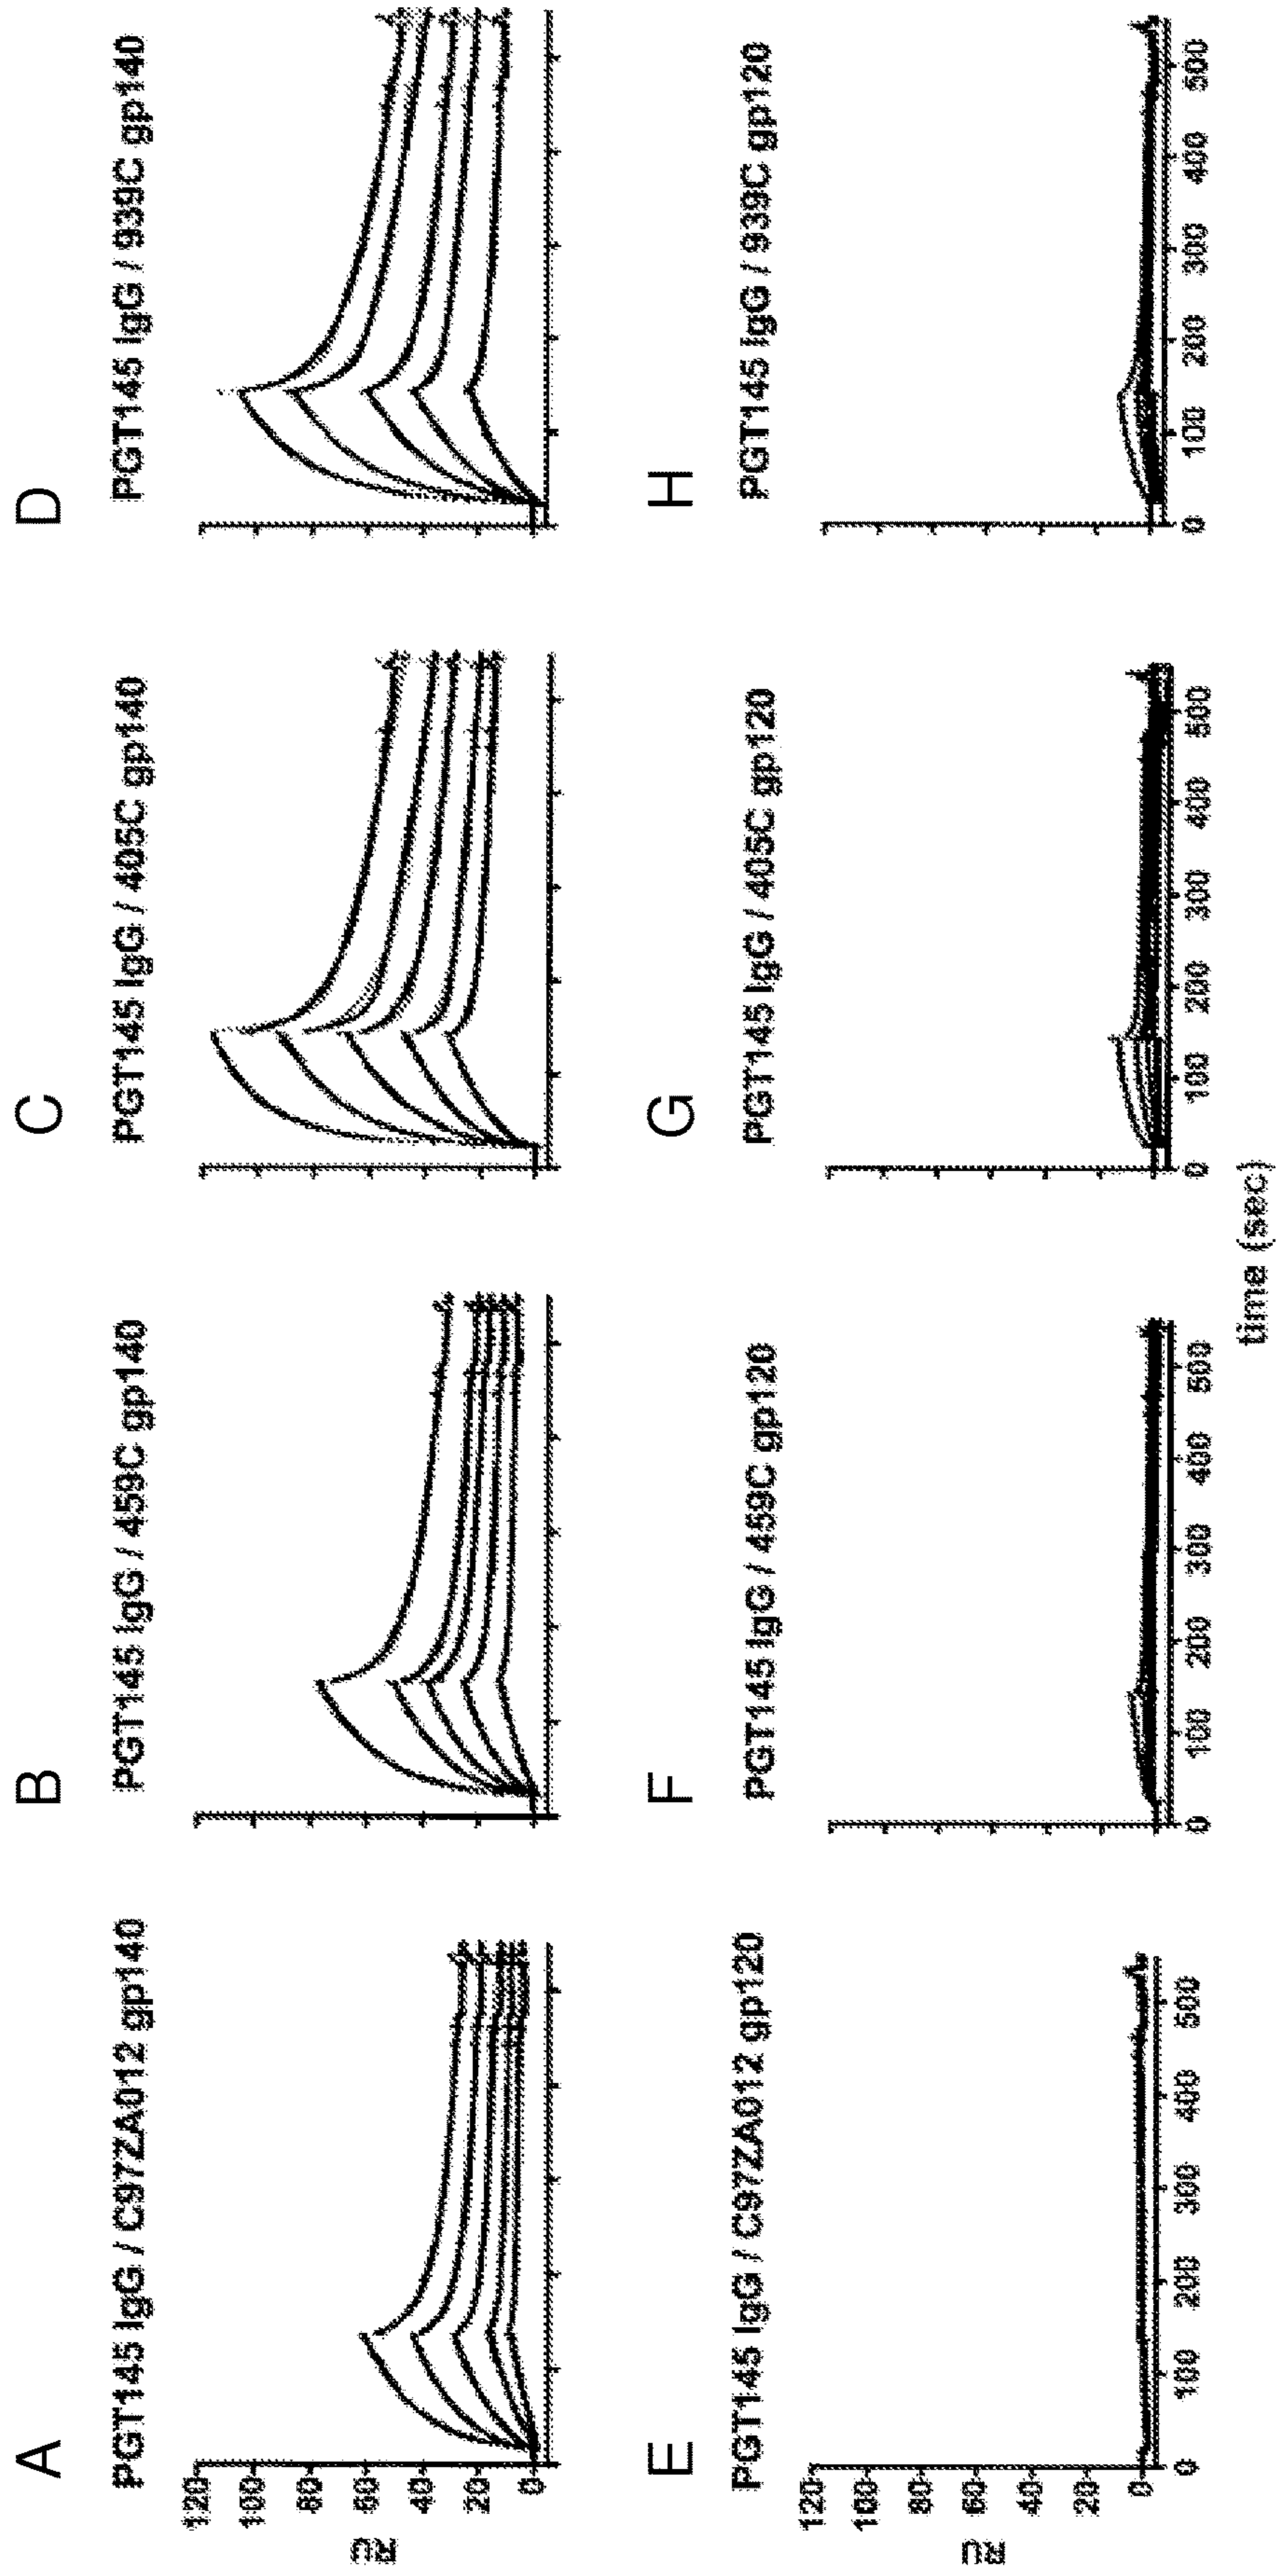 A
PGT145 IgG / C97ZA012 gp140
RU
120
100
80
60
40
20
0
B
PGT145 IgG / 459C gp140
C
PGT145 IgG / 405C gp140
D
PGT145 IgG / 939C gp140
E
PGT145 IgG / C97ZA012 gp120
RU
120
100
80
60
40
20
0
0 100 200 300 400 500
F
PGT145 IgG / 459C gp120
0 100 200 300 400 500
G
PGT145 IgG / 405C gp120
0 100 200 300 400 500
H
PGT145 IgG / 939C gp120
0 100 200 300 400 500
time (sec)